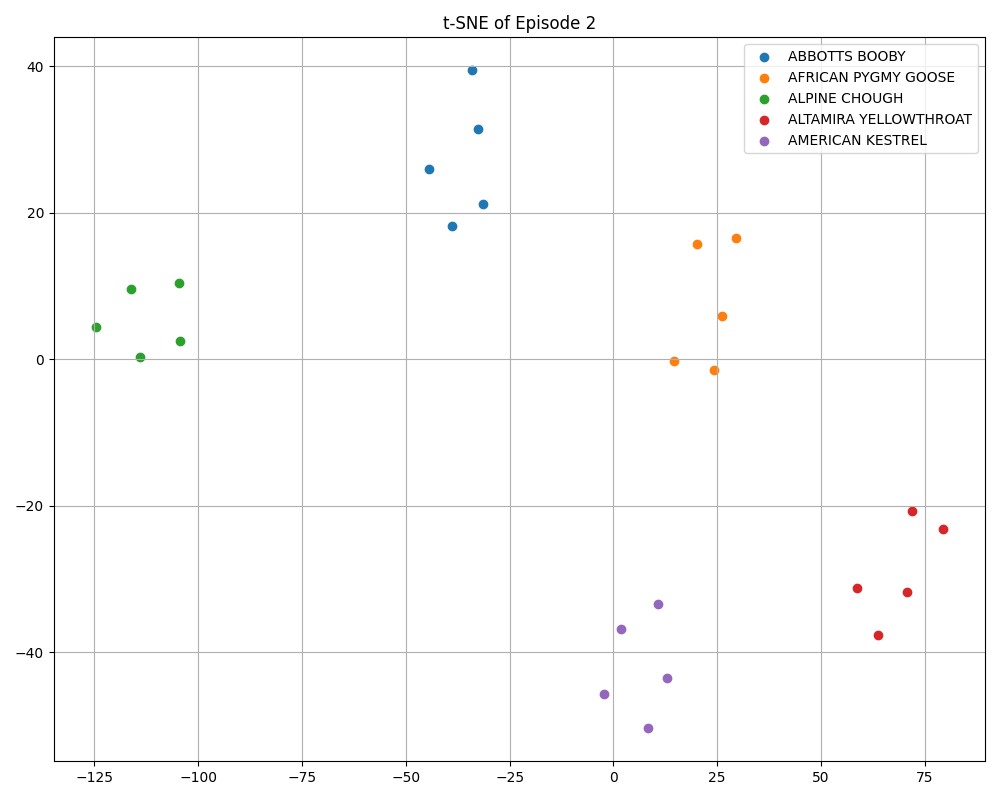 t-SNE of Episode 2
ABBOTTS BOOBY
AFRICAN PYGMY GOOSE
ALPINE CHOUGH
ALTAMIRA YELLOWTHROAT
AMERICAN KESTREL
40
20
0
−20
−40
−125 −100 −75 −50 −25 0 25 50 75